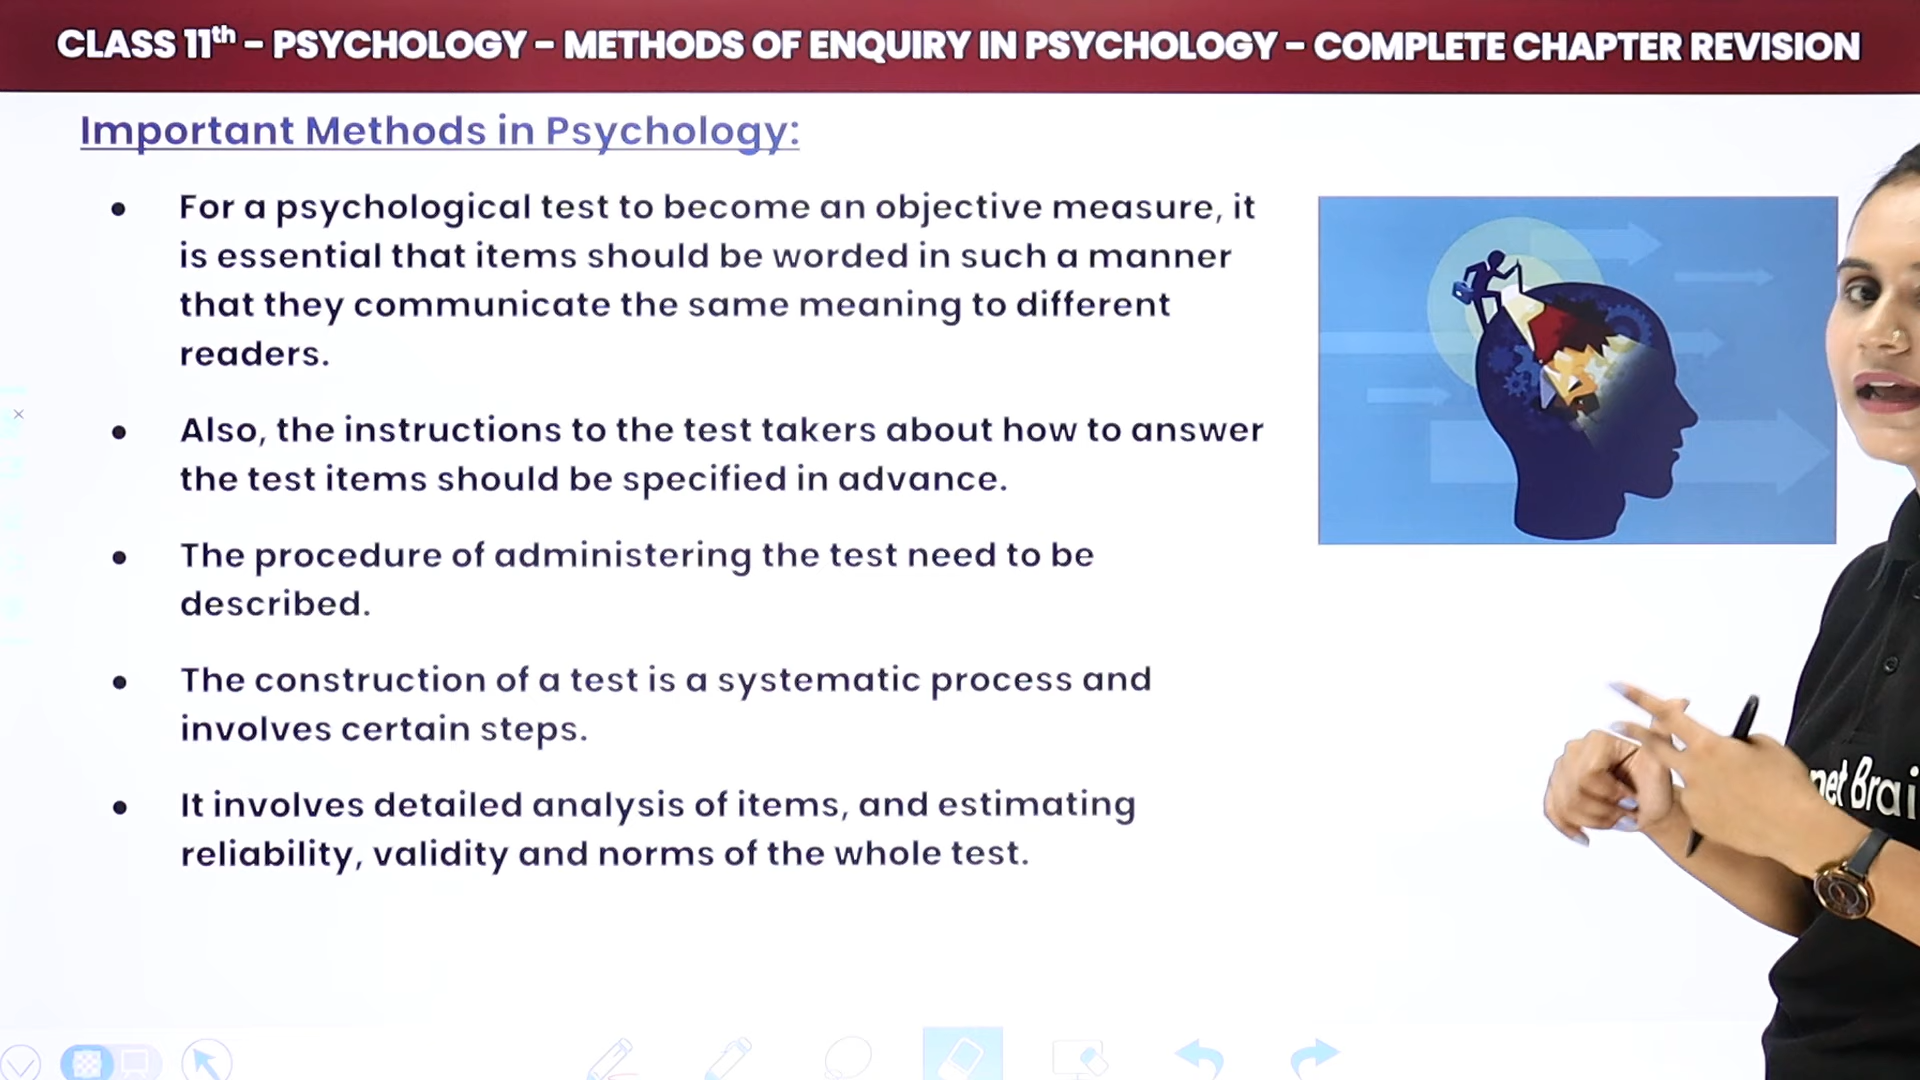 CLASS 11th – PSYCHOLOGY – METHODS OF ENQUIRY IN PSYCHOLOGY – COMPLETE CHAPTER REVISION
Important Methods in Psychology:
• For a psychological test to become an objective measure, it
is essential that items should be worded in such a manner
that they communicate the same meaning to different
readers.
• Also, the instructions to the test takers about how to answer
the test items should be specified in advance.
• The procedure of administering the test need to be
described.
• The construction of a test is a systematic process and
involves certain steps.
• It involves detailed analysis of items, and estimating
reliability, validity and norms of the whole test.